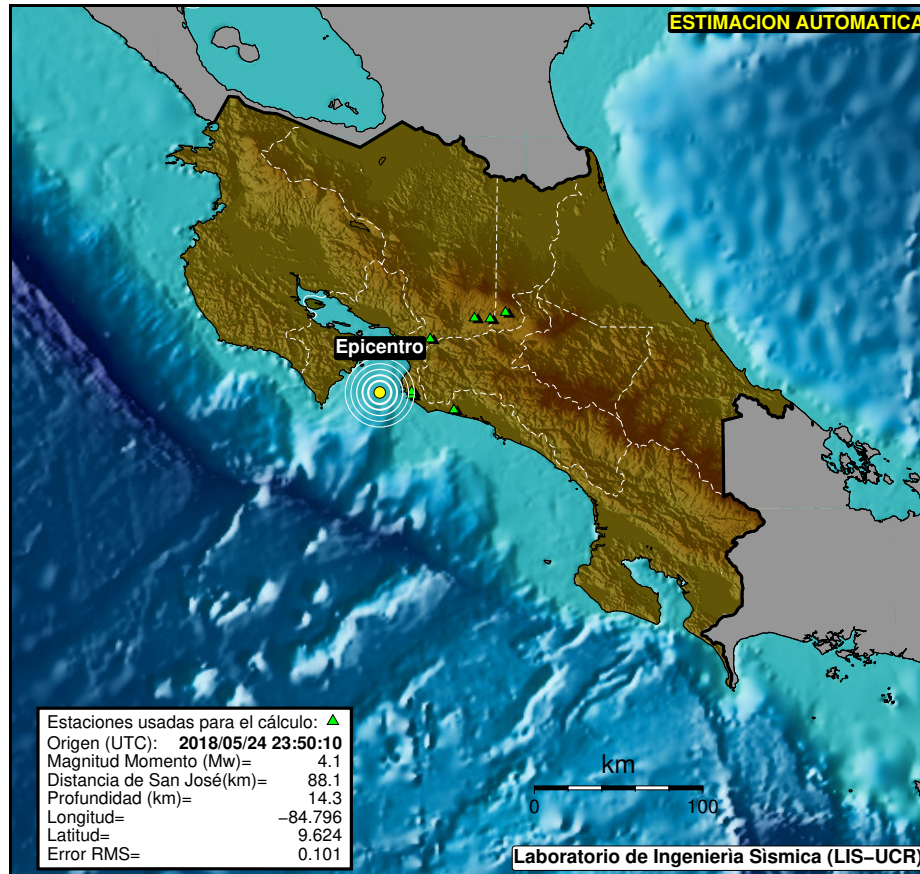 ESTIMACION AUTOMATICA
Epicentro
Estaciones usadas para el cálculo:
Origen (UTC): 2018/05/24 23:50:10
Magnitud Momento (Mw)= 4.1
Distancia de San José(km)= 88.1
Profundidad (km)= 14.3
Longitud= −84.796
Latitud= 9.624
Error RMS= 0.101
km
0 100
Laboratorio de Ingenierìa Sìsmica (LIS−UCR)